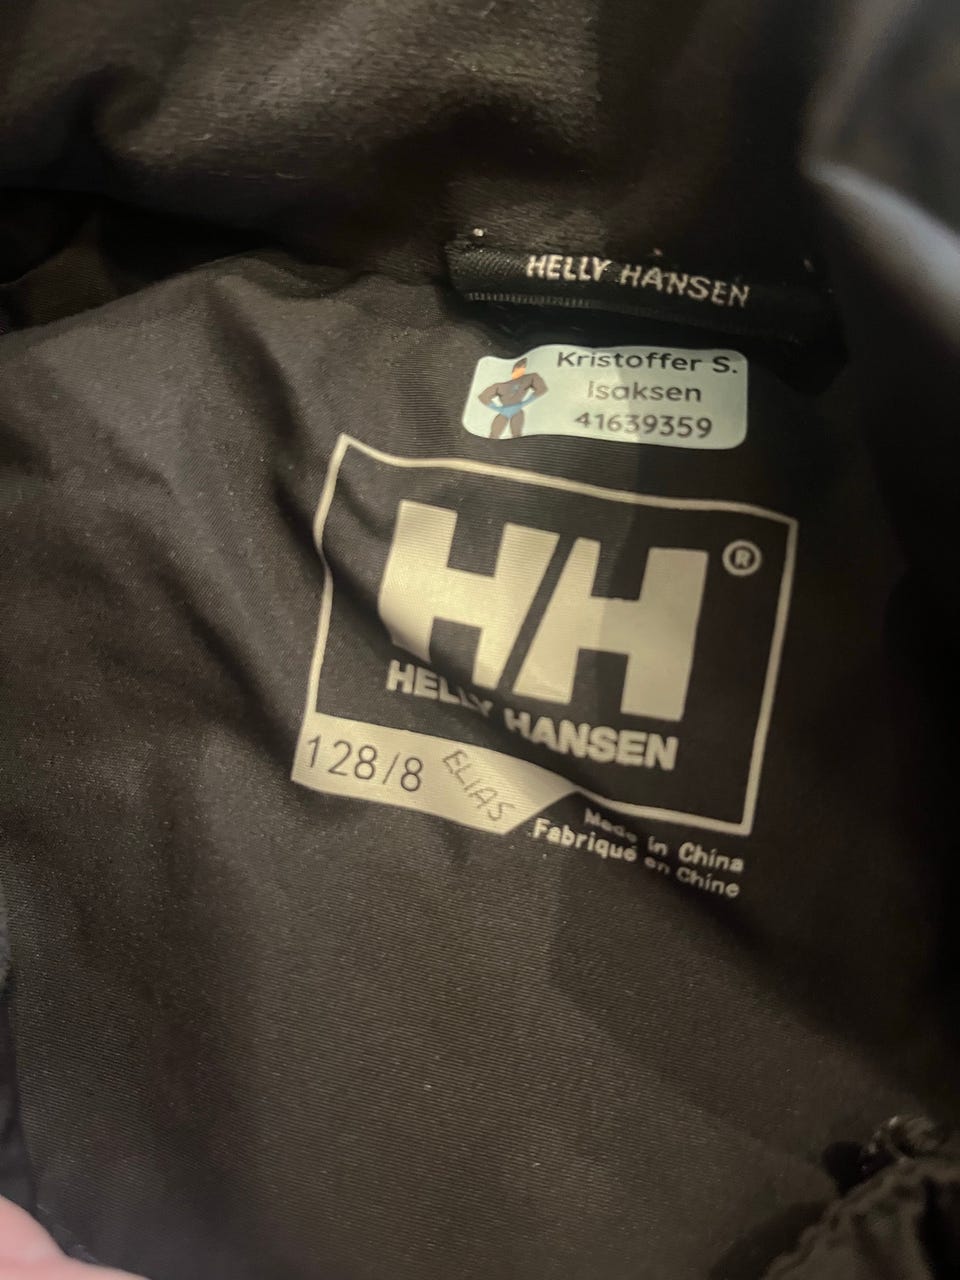 HELLY HANSEN
Kristoffer S.
Isaksen
41639359
HH®
HELLY HANSEN
128/8 ELIAS
Made in China
Fabriqué en Chine